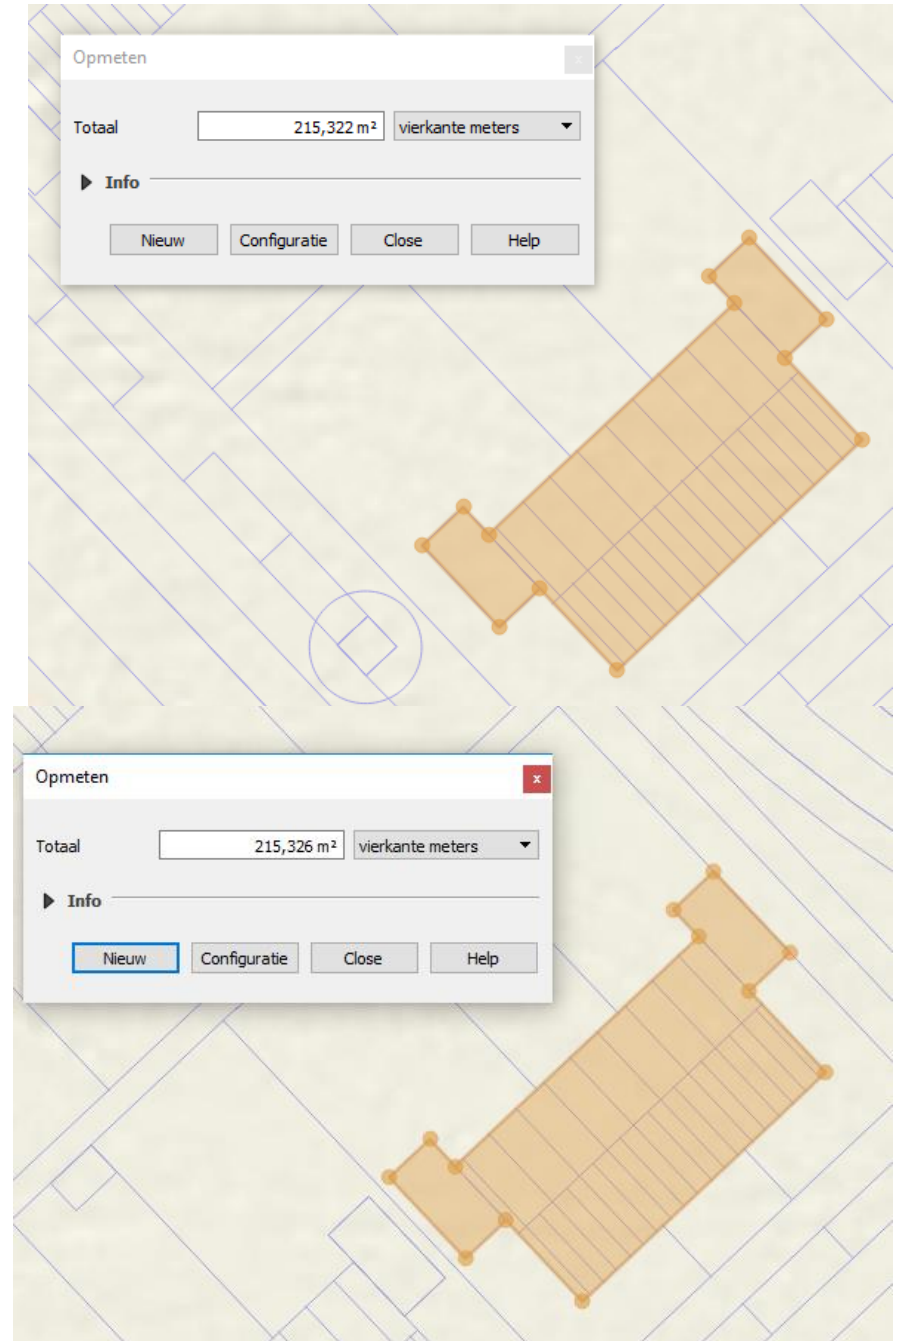 Opmeten
x
Totaal 215,322 m² vierkante meters
Info
Nieuw Configuratie Close Help
Opmeten
x
Totaal 215,326 m² vierkante meters
Info
Nieuw Configuratie Close Help